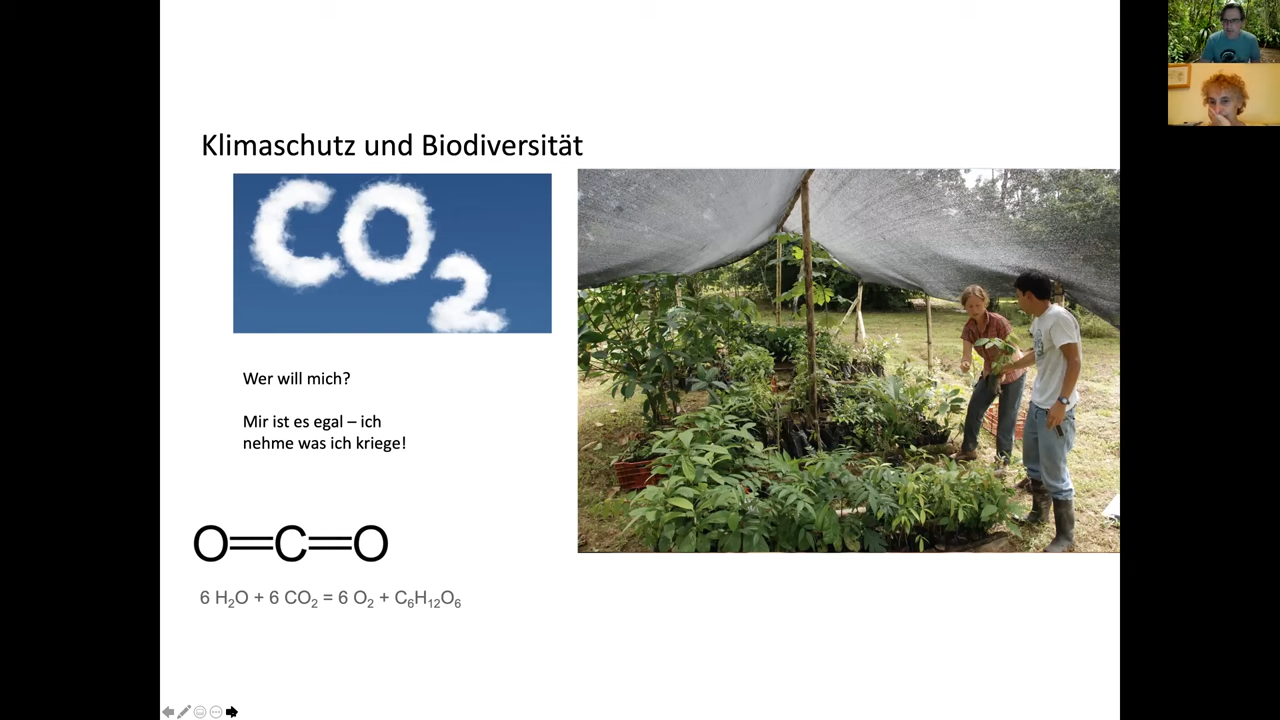 Klimaschutz und Biodiversität
CO₂
Wer will mich?
Mir ist es egal – ich
nehme was ich kriege!
O=C=O
6 H₂O + 6 CO₂ = 6 O₂ + C₆H₁₂O₆